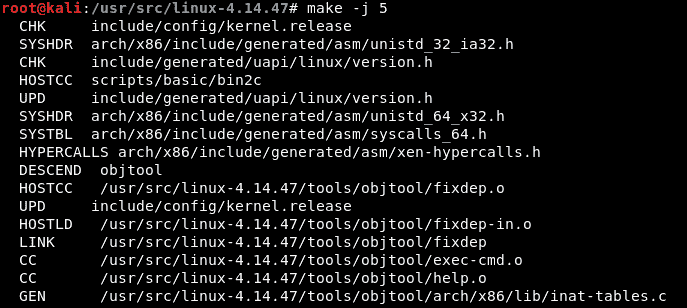 root@kali:/usr/src/linux-4.14.47# make -j 5
CHK include/config/kernel.release
SYSHDR arch/x86/include/generated/asm/unistd_32_ia32.h
CHK include/generated/uapi/linux/version.h
HOSTCC scripts/basic/bin2c
UPD include/generated/uapi/linux/version.h
SYSHDR arch/x86/include/generated/asm/unistd_64_x32.h
SYSTBL arch/x86/include/generated/asm/syscalls_64.h
HYPERCALLS arch/x86/include/generated/asm/xen-hypercalls.h
DESCEND objtool
HOSTCC /usr/src/linux-4.14.47/tools/objtool/fixdep.o
UPD include/config/kernel.release
HOSTLD /usr/src/linux-4.14.47/tools/objtool/fixdep-in.o
LINK /usr/src/linux-4.14.47/tools/objtool/fixdep
CC /usr/src/linux-4.14.47/tools/objtool/exec-cmd.o
CC /usr/src/linux-4.14.47/tools/objtool/help.o
GEN /usr/src/linux-4.14.47/tools/objtool/arch/x86/lib/inat-tables.c